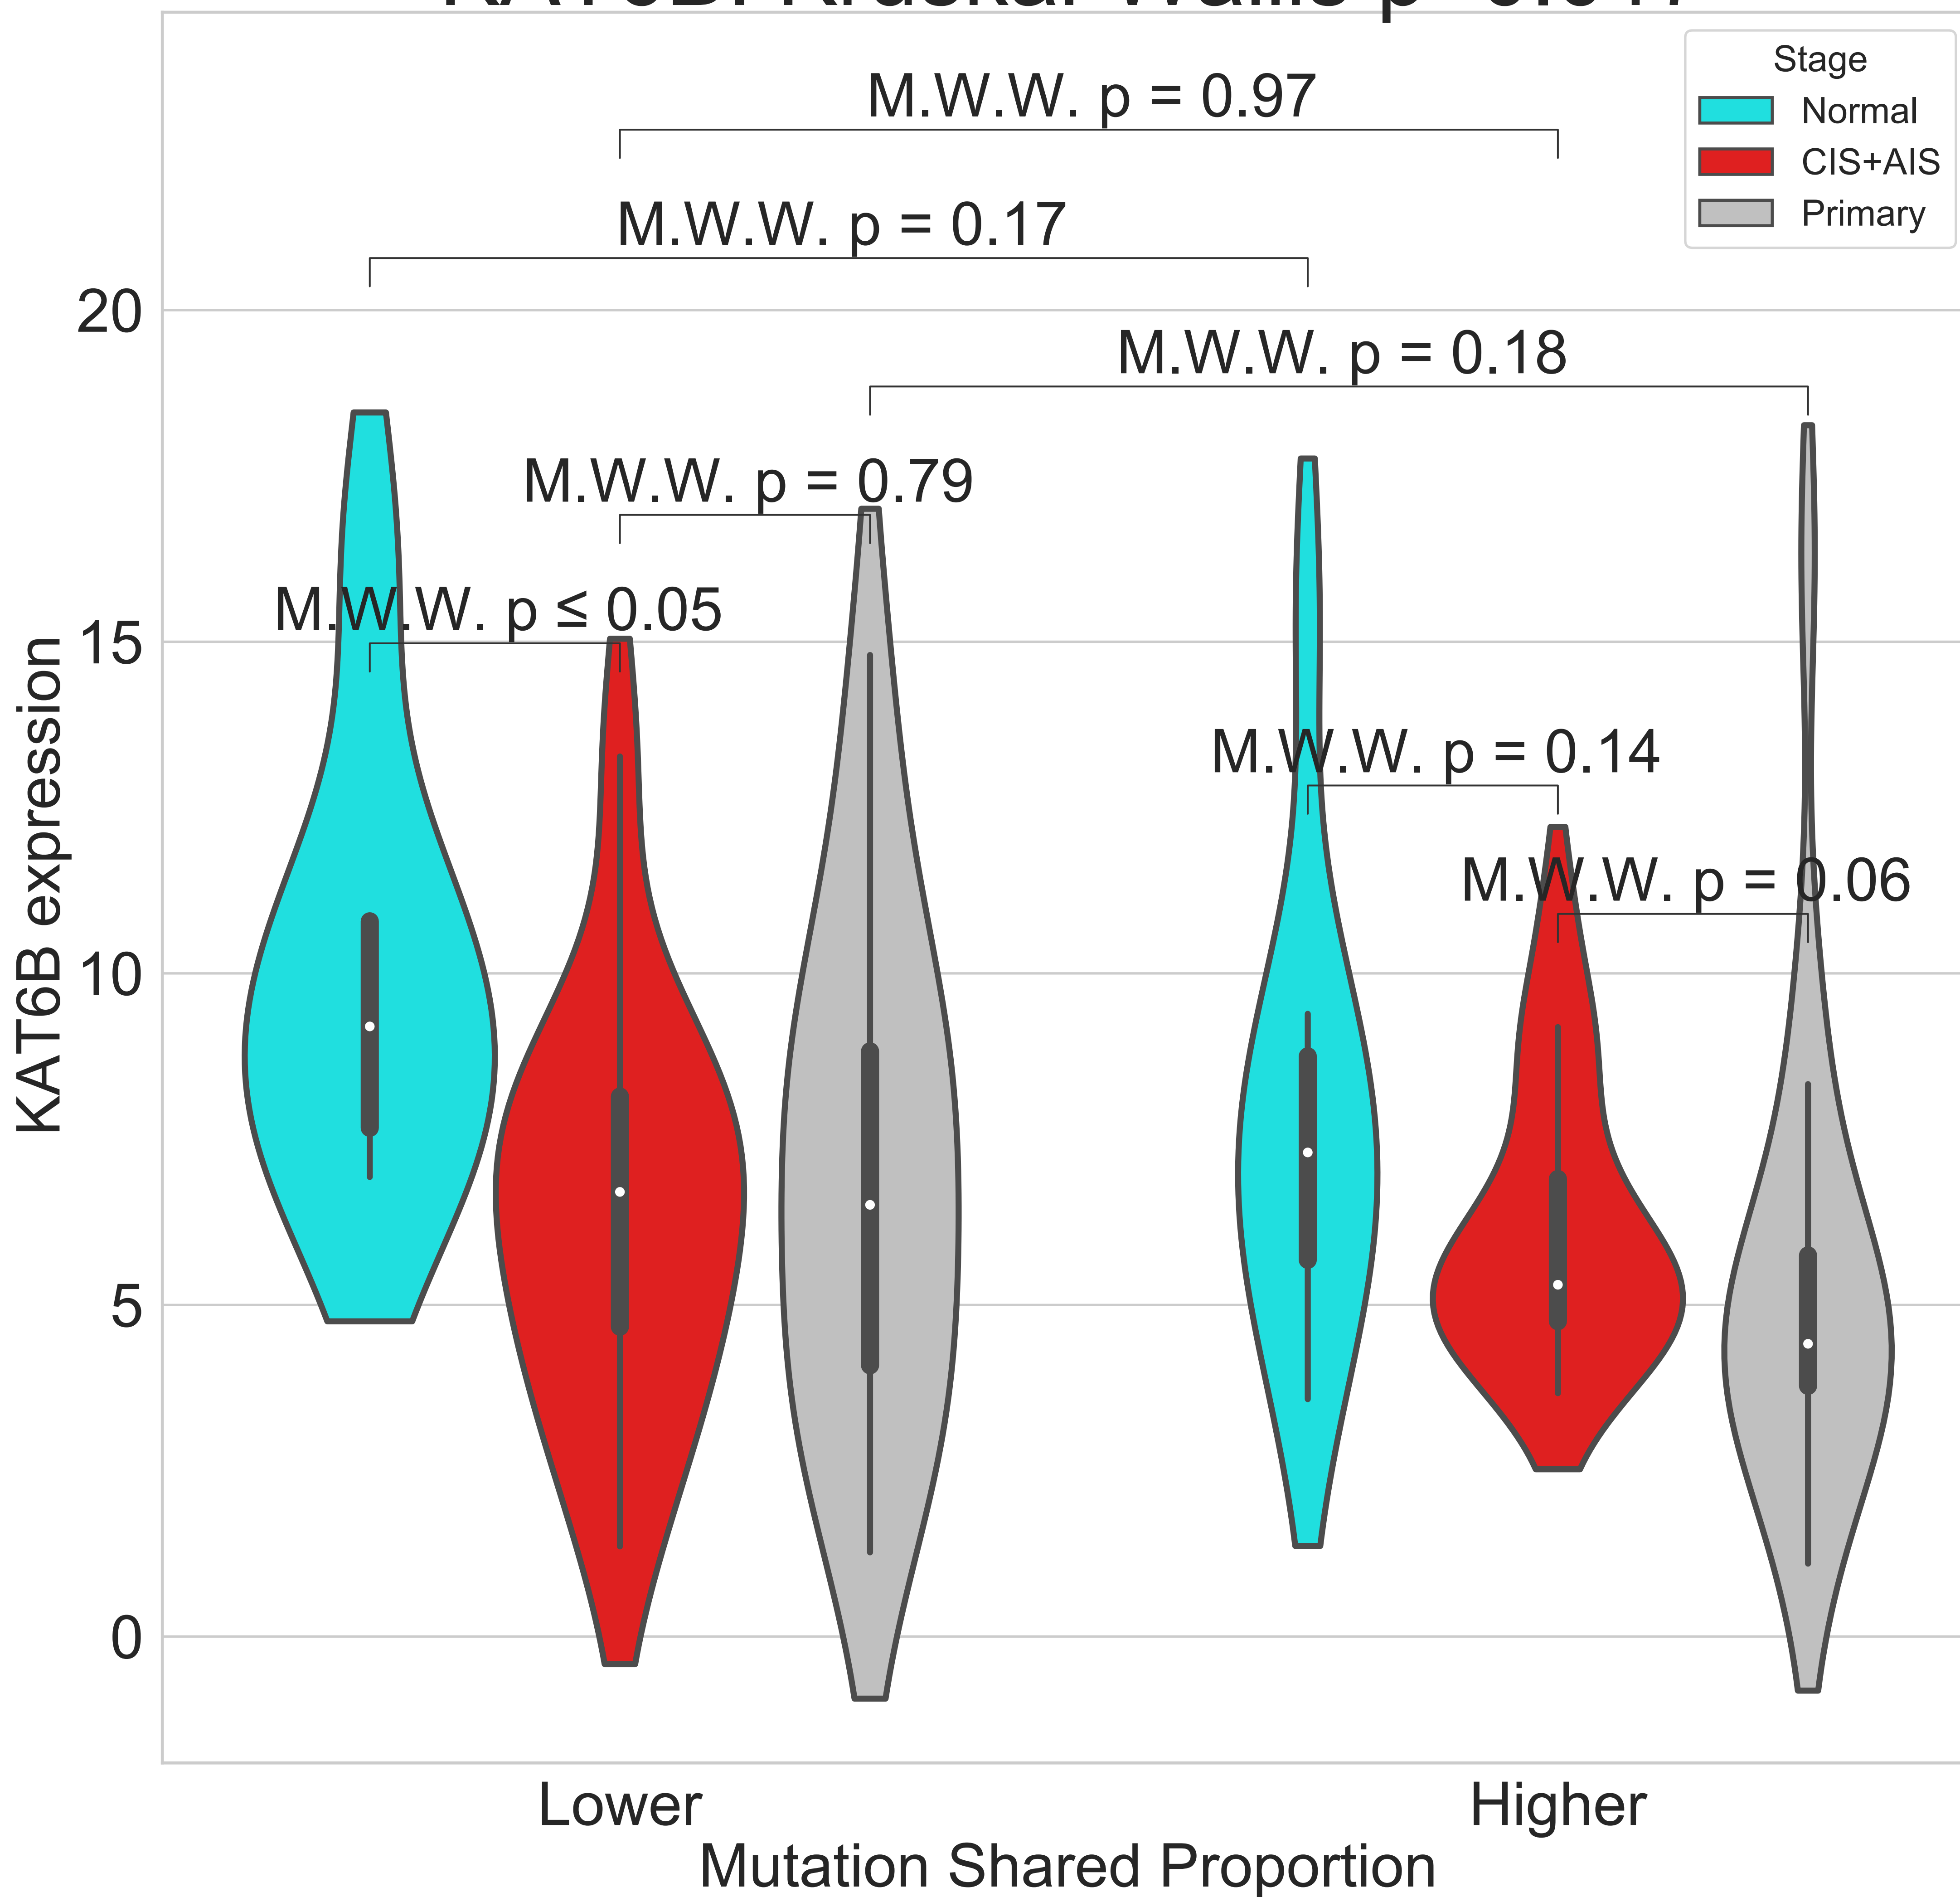 Stage
Normal
CIS+AIS
Primary
M.W.W. p = 0.97
M.W.W. p = 0.17
M.W.W. p = 0.18
M.W.W. p = 0.79
M.W.W. p ≤ 0.05
M.W.W. p = 0.14
M.W.W. p = 0.06
KAT6B expression
20
15
10
5
0
Lower
Higher
Mutation Shared Proportion